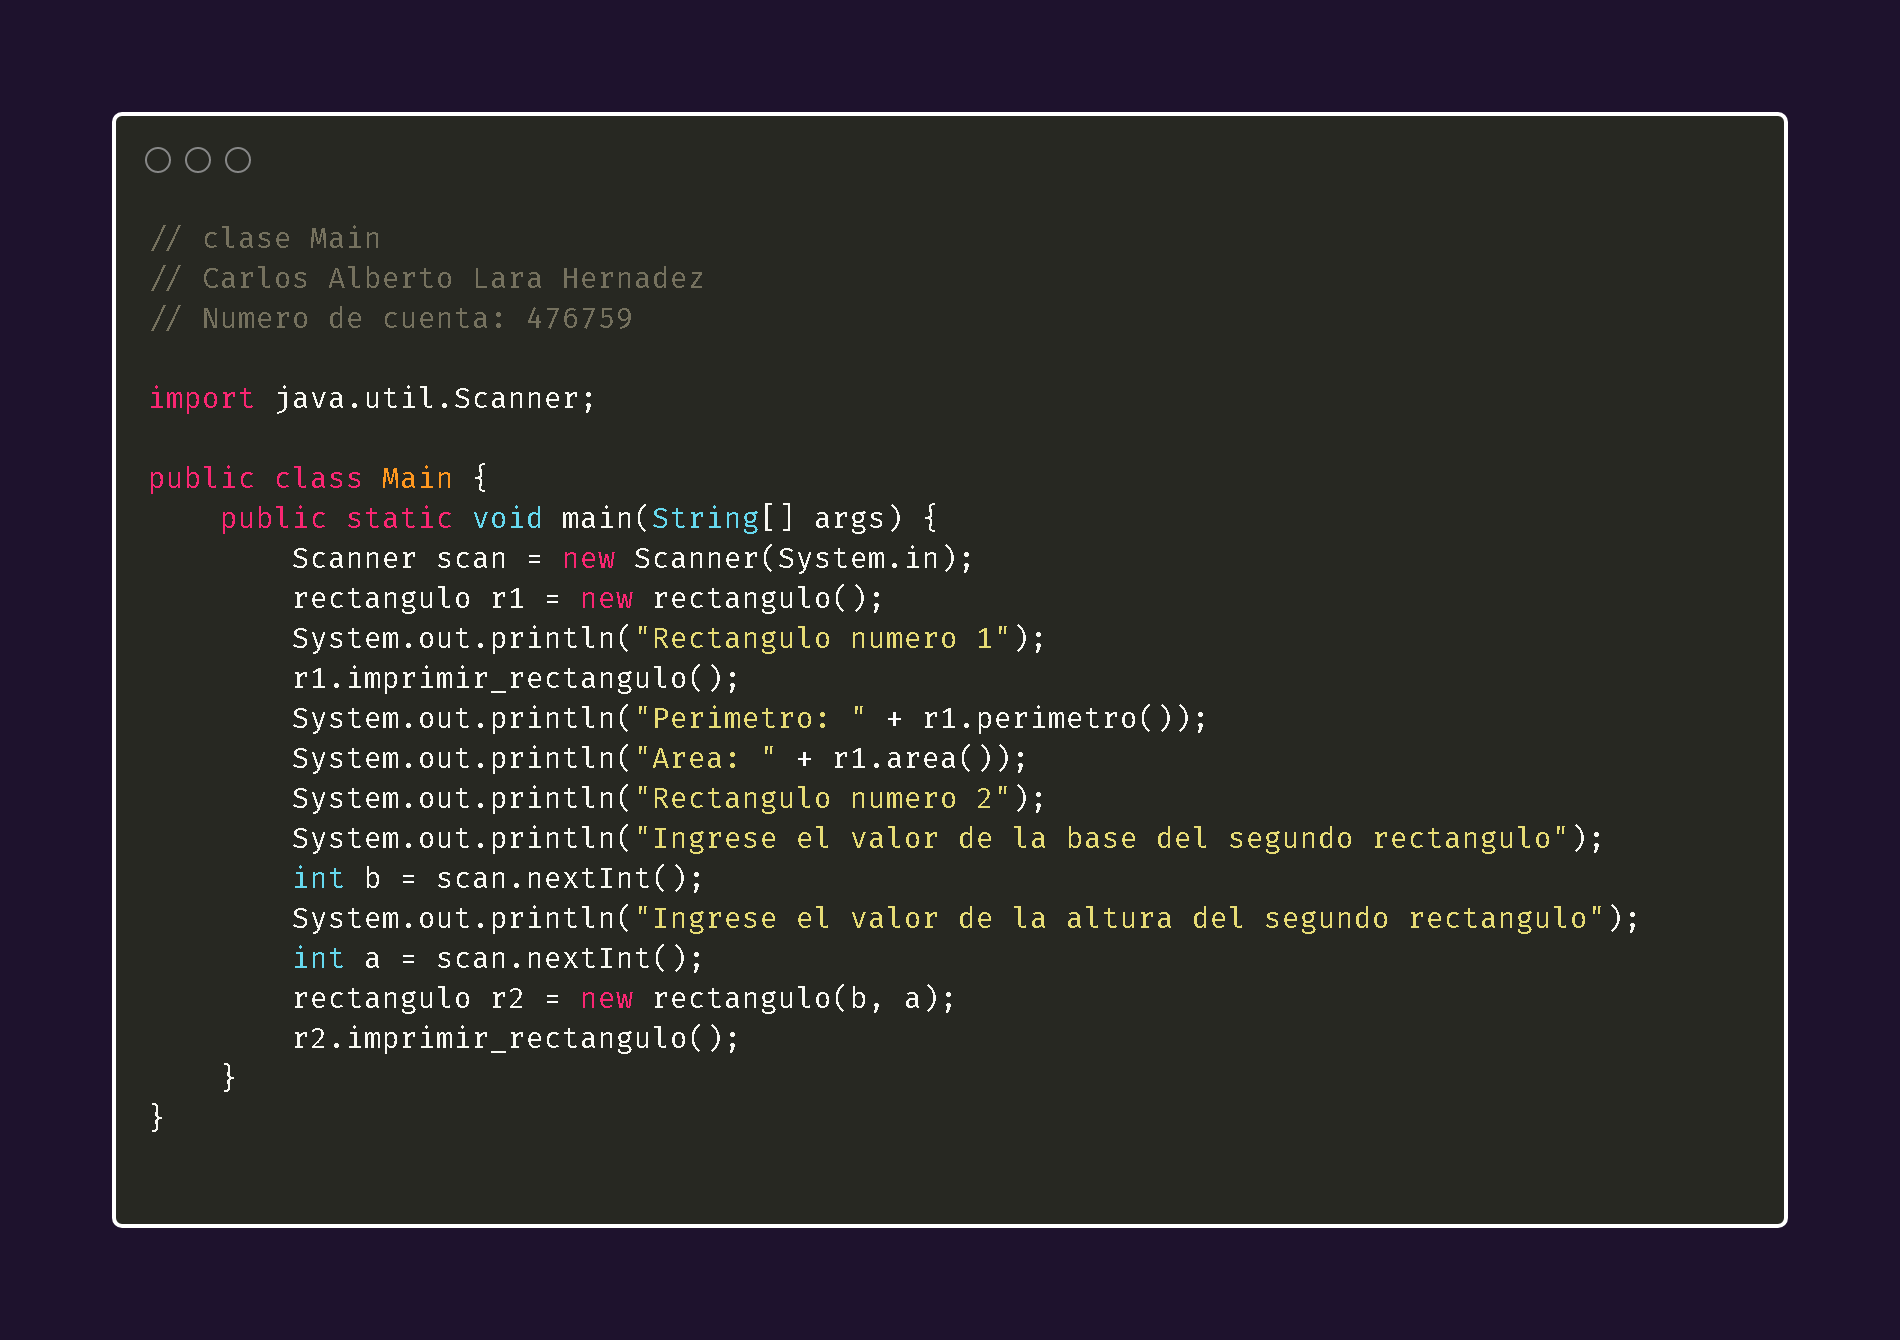 // clase Main
// Carlos Alberto Lara Hernadez
// Numero de cuenta: 476759
import java.util.Scanner;
public class Main {
    public static void main(String[] args) {
        Scanner scan = new Scanner(System.in);
        rectangulo r1 = new rectangulo();
        System.out.println("Rectangulo numero 1");
        r1.imprimir_rectangulo();
        System.out.println("Perimetro: " + r1.perimetro());
        System.out.println("Area: " + r1.area());
        System.out.println("Rectangulo numero 2");
        System.out.println("Ingrese el valor de la base del segundo rectangulo");
        int b = scan.nextInt();
        System.out.println("Ingrese el valor de la altura del segundo rectangulo");
        int a = scan.nextInt();
        rectangulo r2 = new rectangulo(b, a);
        r2.imprimir_rectangulo();
    }
}